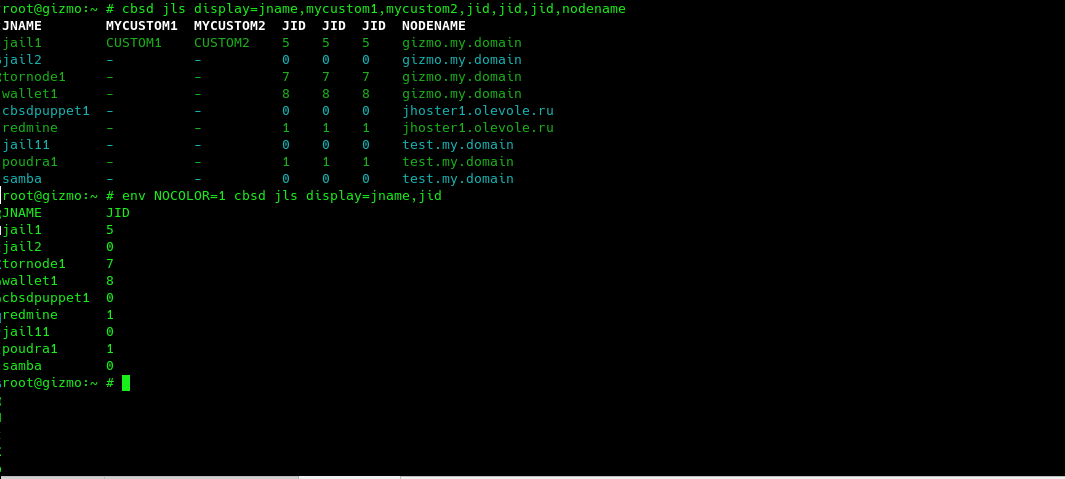 root@gizmo:~ # cbsd jls display=jname,mycustom1,mycustom2,jid,jid,jid,nodename
JNAME MYCUSTOM1 MYCUSTOM2 JID JID JID NODENAME
jail1 CUSTOM1 CUSTOM2 5 5 5 gizmo.my.domain
jail2 - - 0 0 0 gizmo.my.domain
tornode1 - - 7 7 7 gizmo.my.domain
wallet1 - - 8 8 8 gizmo.my.domain
cbsdpuppet1 - - 0 0 0 jhoster1.olevole.ru
redmine - - 1 1 1 jhoster1.olevole.ru
jail11 - - 0 0 0 test.my.domain
poudra1 - - 1 1 1 test.my.domain
samba - - 0 0 0 test.my.domain
root@gizmo:~ # env NOCOLOR=1 cbsd jls display=jname,jid
JNAME JID
jail1 5
jail2 0
tornode1 7
wallet1 8
cbsdpuppet1 0
redmine 1
jail11 0
poudra1 1
samba 0
root@gizmo:~ #